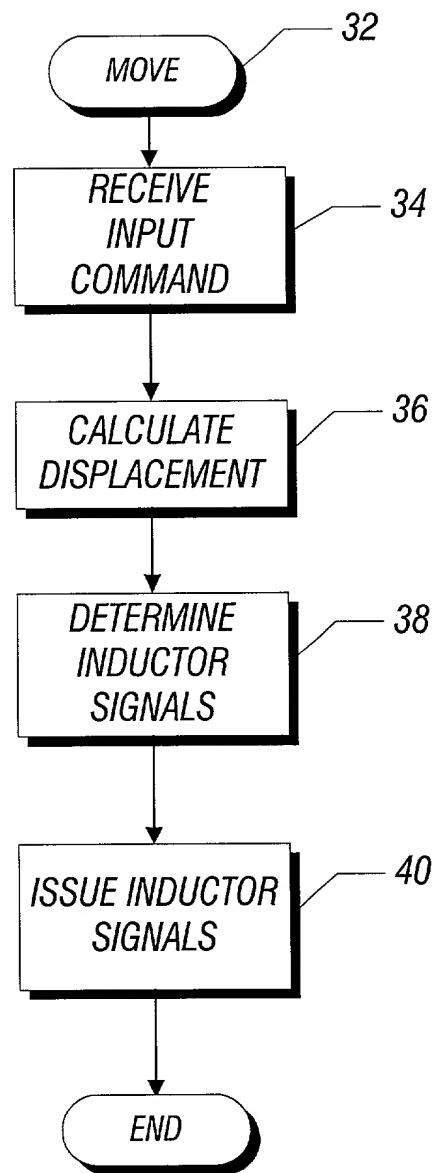 MOVE
32
RECEIVE
INPUT
COMMAND
34
CALCULATE
DISPLACEMENT
36
DETERMINE
INDUCTOR
SIGNALS
38
ISSUE INDUCTOR
SIGNALS
40
END